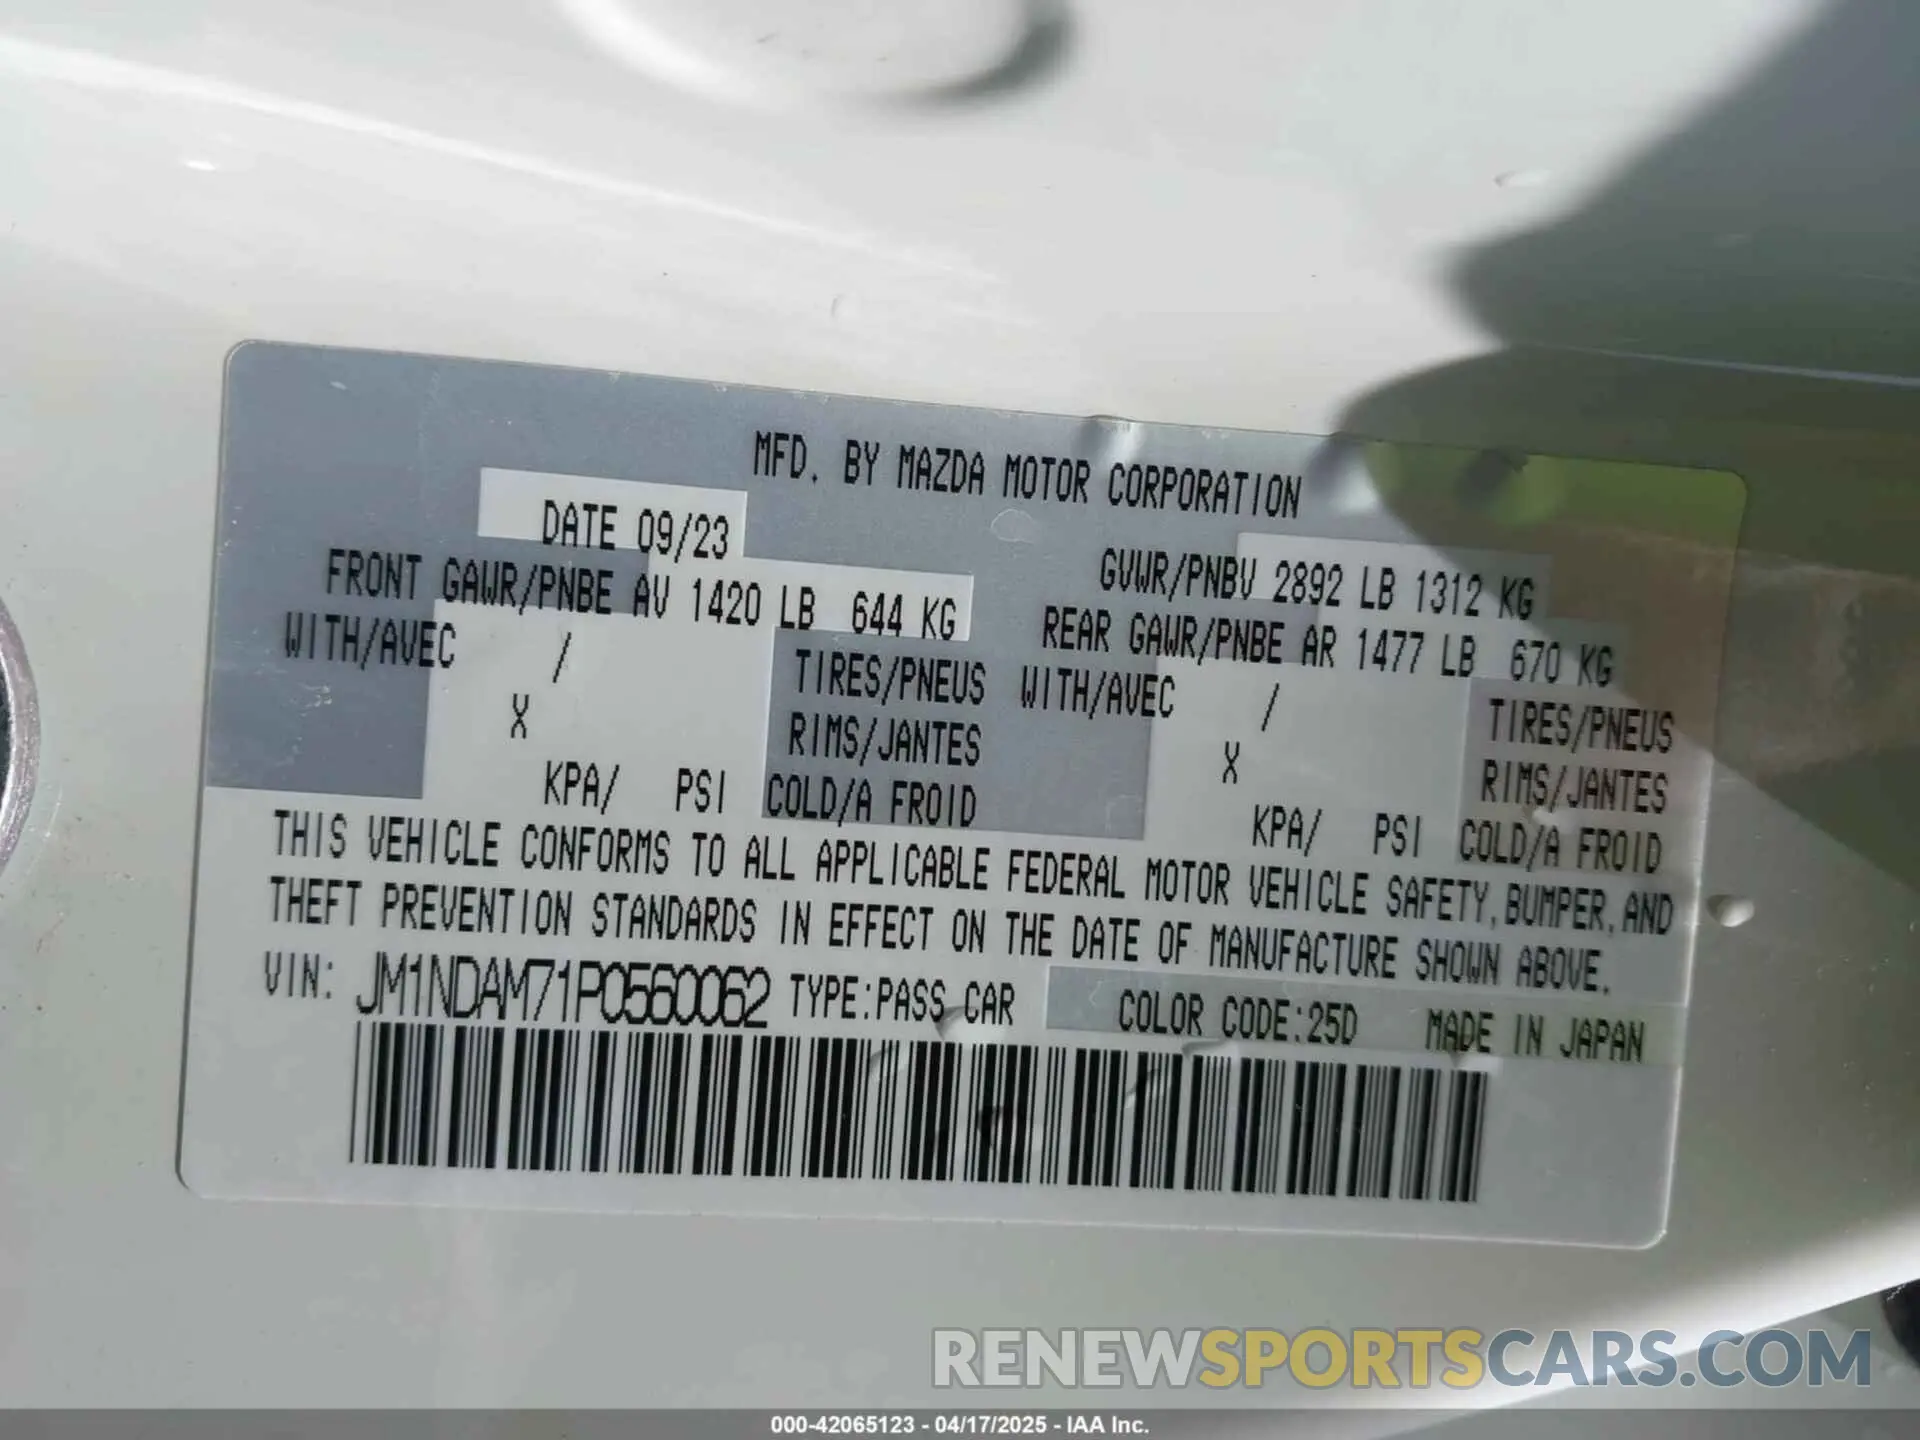 MFD. BY MAZDA MOTOR CORPORATION
DATE 09/23 GVWR/PNBV 2892 LB 1312 KG
FRONT GAWR/PNBE AV 1420 LB 644 KG REAR GAWR/PNBE AR 1477 LB 670 KG
WITH/AVEC / TIRES/PNEUS WITH/AVEC / TIRES/PNEUS
X RIMS/JANTES X RIMS/JANTES
KPA/ PSI COLD/A FROID KPA/ PSI COLD/A FROID
THIS VEHICLE CONFORMS TO ALL APPLICABLE FEDERAL MOTOR VEHICLE SAFETY, BUMPER, AND
THEFT PREVENTION STANDARDS IN EFFECT ON THE DATE OF MANUFACTURE SHOWN ABOVE.
VIN: JM1NDAM71P0560062 TYPE:PASS CAR COLOR CODE:25D MADE IN JAPAN
RENEWSPORTSCARS.COM
000-42065123 - 04/17/2025 - IAA Inc.